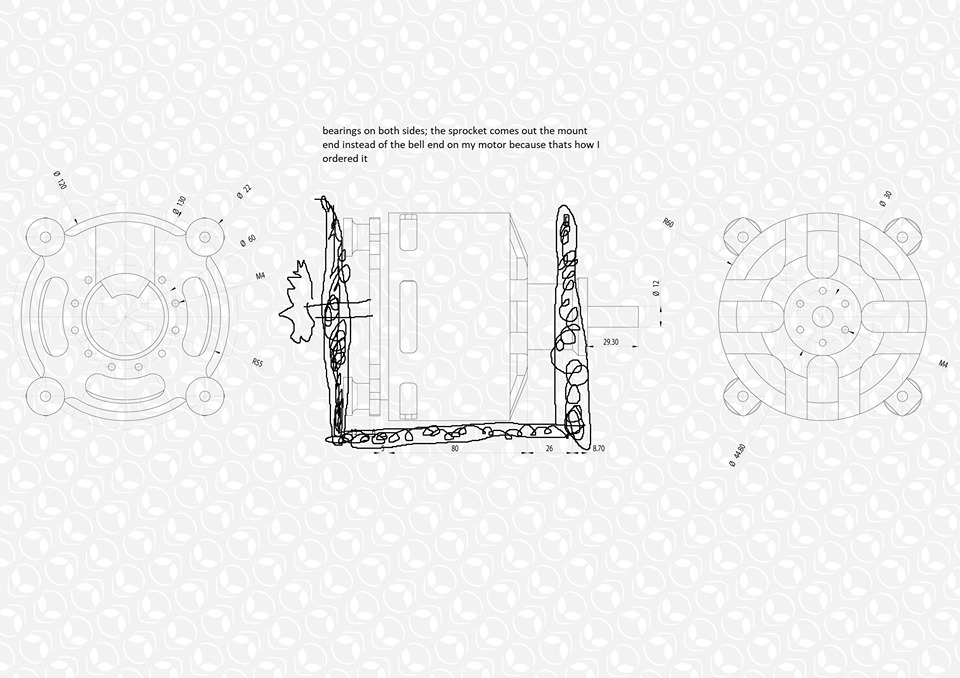 bearings on both sides; the sprocket comes out the mount
end instead of the bell end on my motor because thats how I
ordered it
Ø 120
Ø 130
Ø 22
Ø 60
M4
R55
5
80
26
8.70
29.30
Ø 12
R60
Ø 30
M4
Ø 44.80